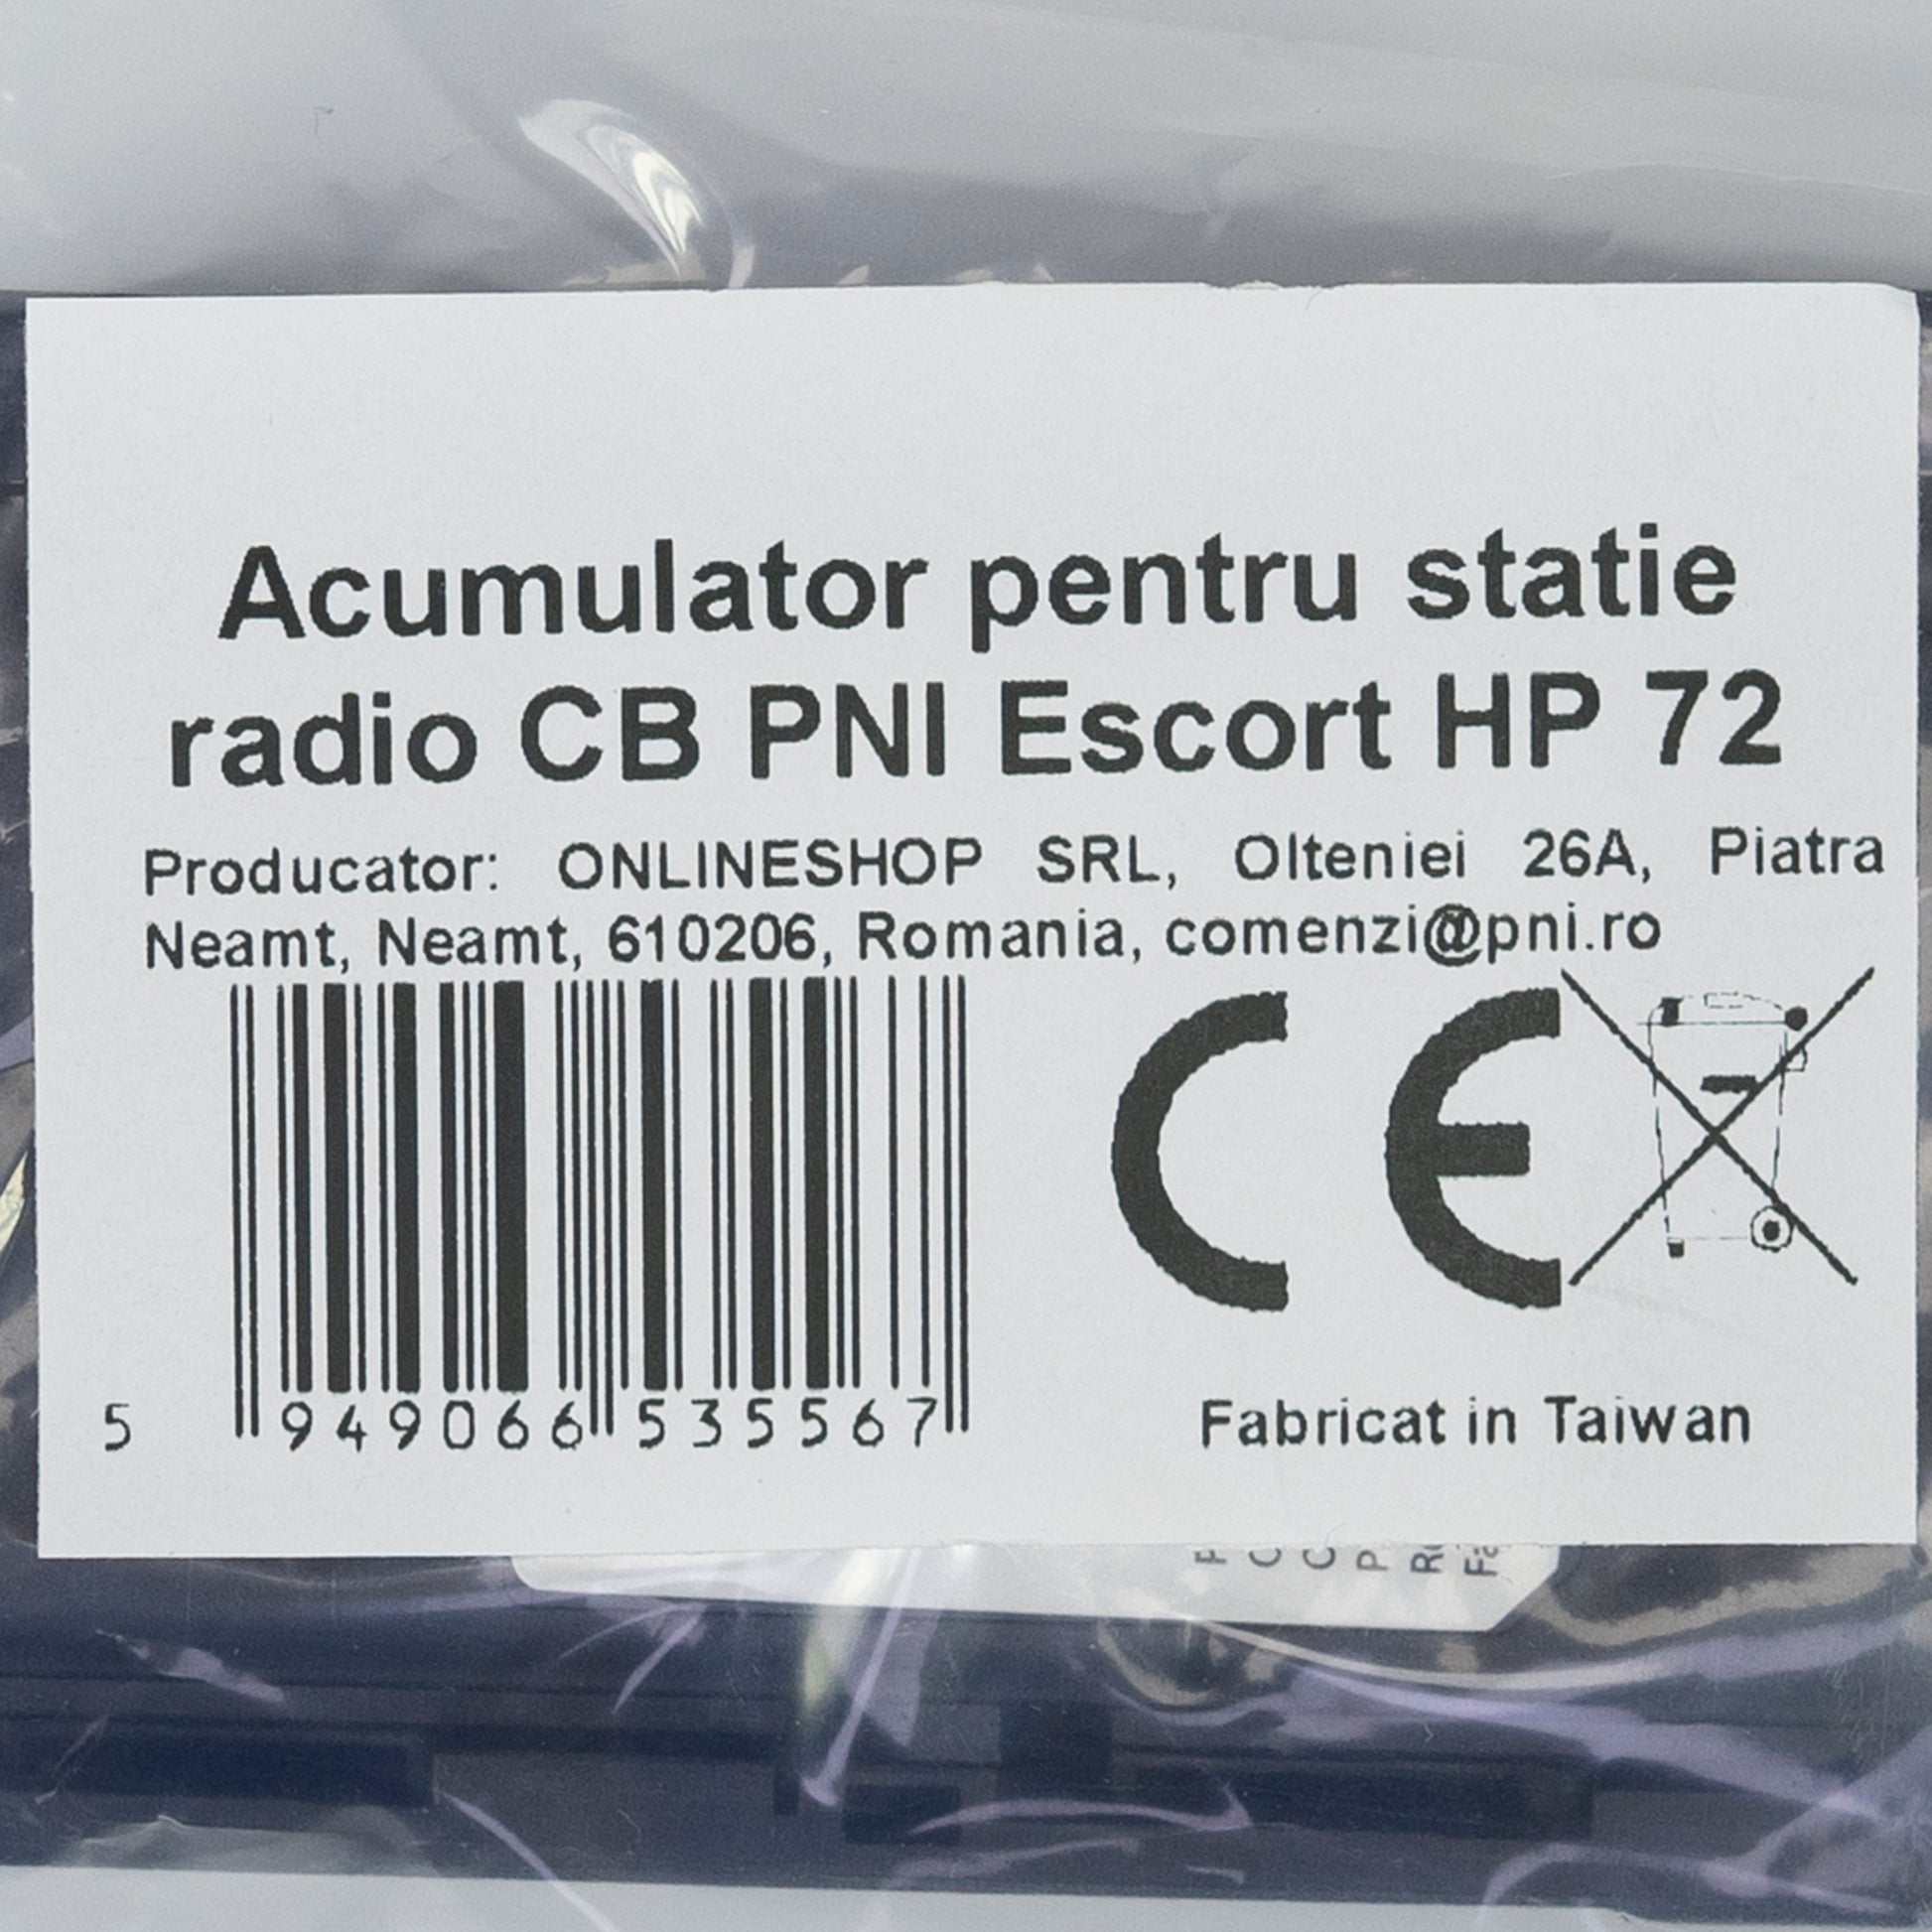 Acumulator pentru statie
radio CB PNI Escort HP 72
Producator: ONLINESHOP SRL, Olteniei 26A, Piatra
Neamt, Neamt, 610206, Romania, comenzi@pni.ro
CE
5 949066 535567
Fabricat in Taiwan